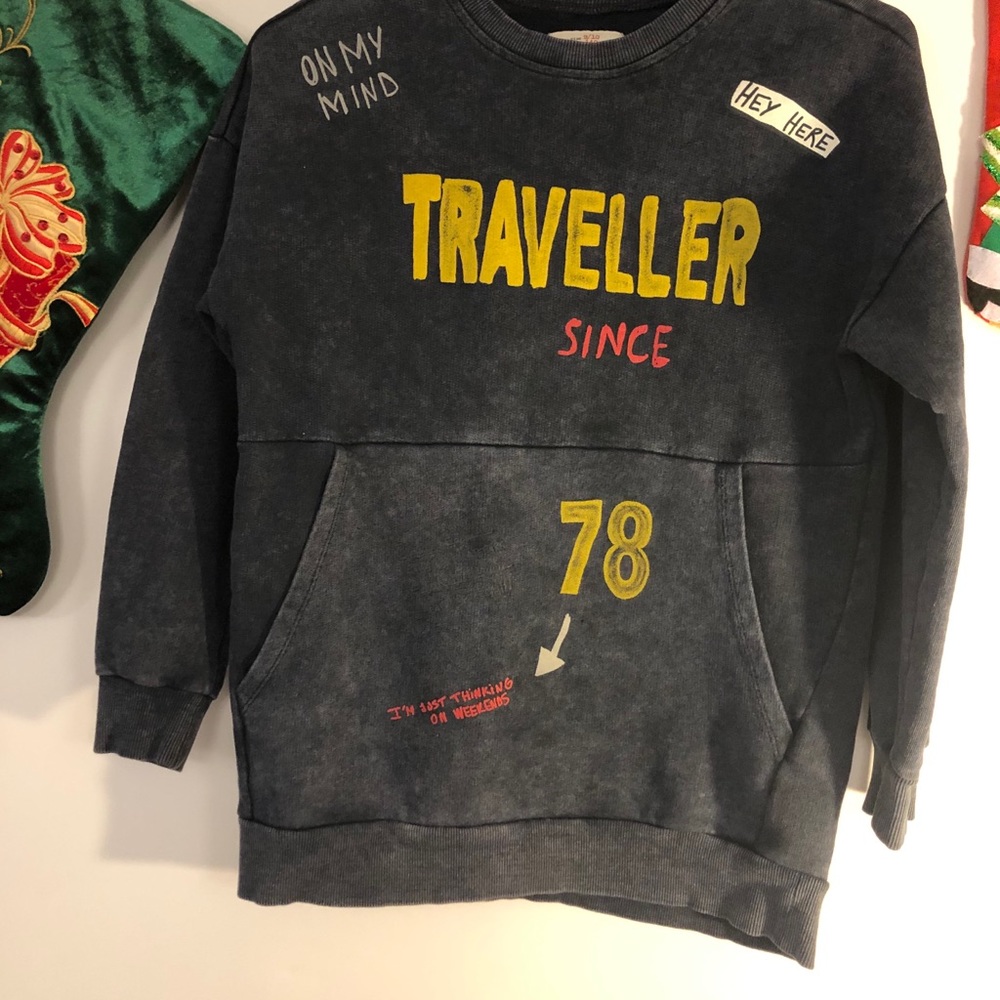 ON MY
MIND
HEY HERE
TRAVELLER
SINCE
78
I'M JUST THINKING
ON WEEKENDS